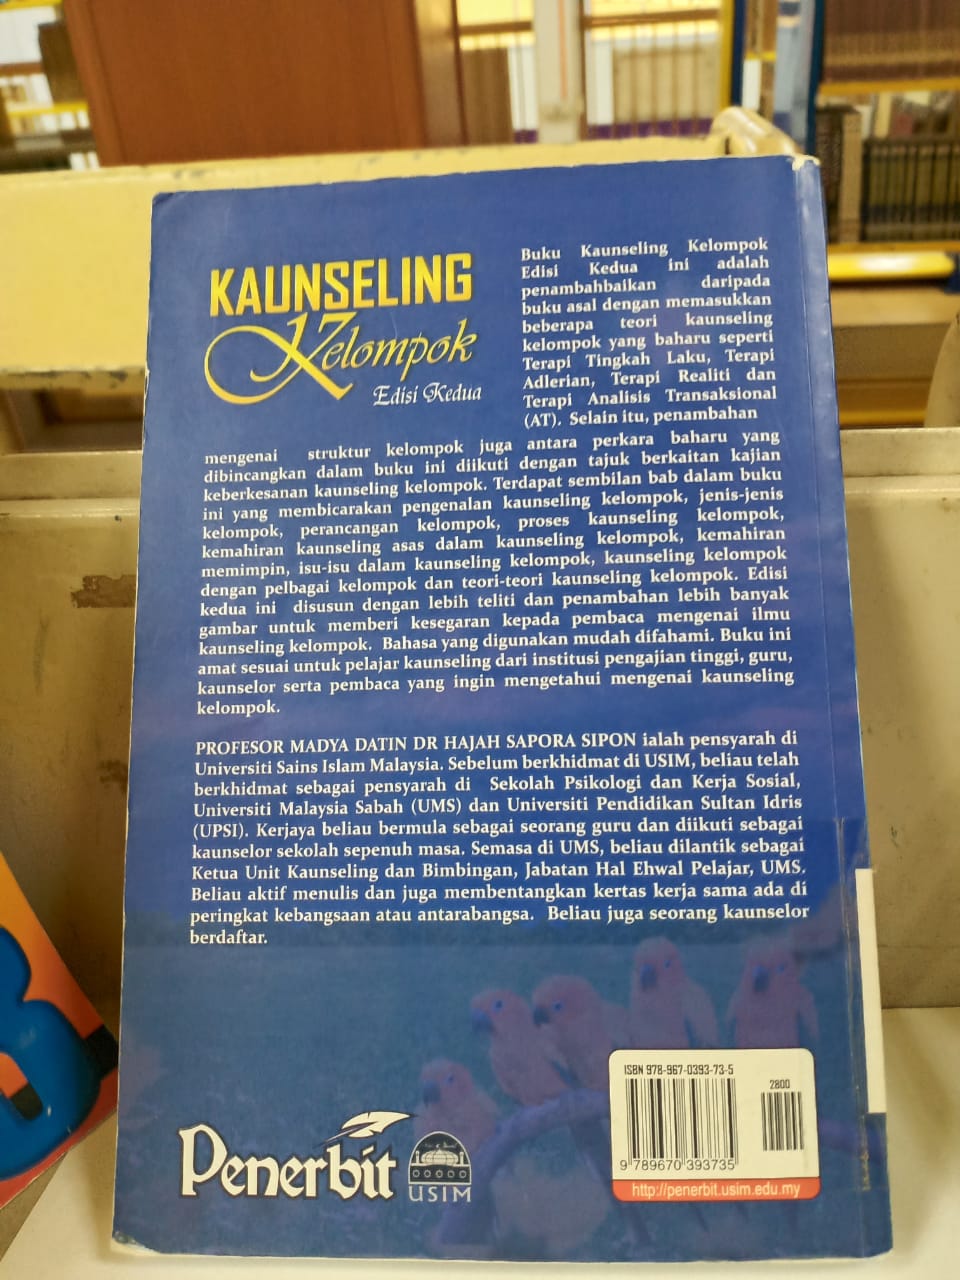 KAUNSELING
Kelompok
Edisi Kedua
Buku Kaunseling Kelompok
Edisi Kedua ini adalah
penambahbaikan daripada
buku asal dengan memasukkan
beberapa teori kaunseling
kelompok yang baharu seperti
Terapi Tingkah Laku, Terapi
Adlerian, Terapi Realiti dan
Terapi Analisis Transaksional
(AT). Selain itu, penambahan
mengenai struktur kelompok juga antara perkara baharu yang
dibincangkan dalam buku ini diikuti dengan tajuk berkaitan kajian
keberkesanan kaunseling kelompok. Terdapat sembilan bab dalam buku
ini yang membicarakan pengenalan kaunseling kelompok, jenis-jenis
kelompok, perancangan kelompok, proses kaunseling kelompok,
kemahiran kaunseling asas dalam kaunseling kelompok, kemahiran
memimpin, isu-isu dalam kaunseling kelompok, kaunseling kelompok
dengan pelbagai kelompok dan teori-teori kaunseling kelompok. Edisi
kedua ini disusun dengan lebih teliti dan penambahan lebih banyak
gambar untuk memberi kesegaran kepada pembaca mengenai ilmu
kaunseling kelompok. Bahasa yang digunakan mudah difahami. Buku ini
amat sesuai untuk pelajar kaunseling dari institusi pengajian tinggi, guru,
kaunselor serta pembaca yang ingin mengetahui mengenai kaunseling
kelompok.
PROFESOR MADYA DATIN DR HAJAH SAPORA SIPON ialah pensyarah di
Universiti Sains Islam Malaysia. Sebelum berkhidmat di USIM, beliau telah
berkhidmat sebagai pensyarah di Sekolah Psikologi dan Kerja Sosial,
Universiti Malaysia Sabah (UMS) dan Universiti Pendidikan Sultan Idris
(UPSI). Kerjaya beliau bermula sebagai seorang guru dan diikuti sebagai
kaunselor sekolah sepenuh masa. Semasa di UMS, beliau dilantik sebagai
Ketua Unit Kaunseling dan Bimbingan, Jabatan Hal Ehwal Pelajar, UMS.
Beliau aktif menulis dan juga membentangkan kertas kerja sama ada di
peringkat kebangsaan atau antarabangsa. Beliau juga seorang kaunselor
berdaftar.
Penerbit
USIM
ISBN 978-967-0393-73-5
2800
9 789670 393735
http://penerbit.usim.edu.my